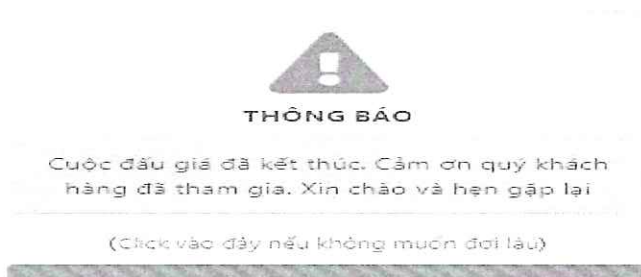 THÔNG BÁO
Cuộc đấu giá đã kết thúc. Cảm ơn quý khách
hàng đã tham gia. Xin chào và hẹn gặp lại
(Click vào đây nếu không muốn đợi lâu)